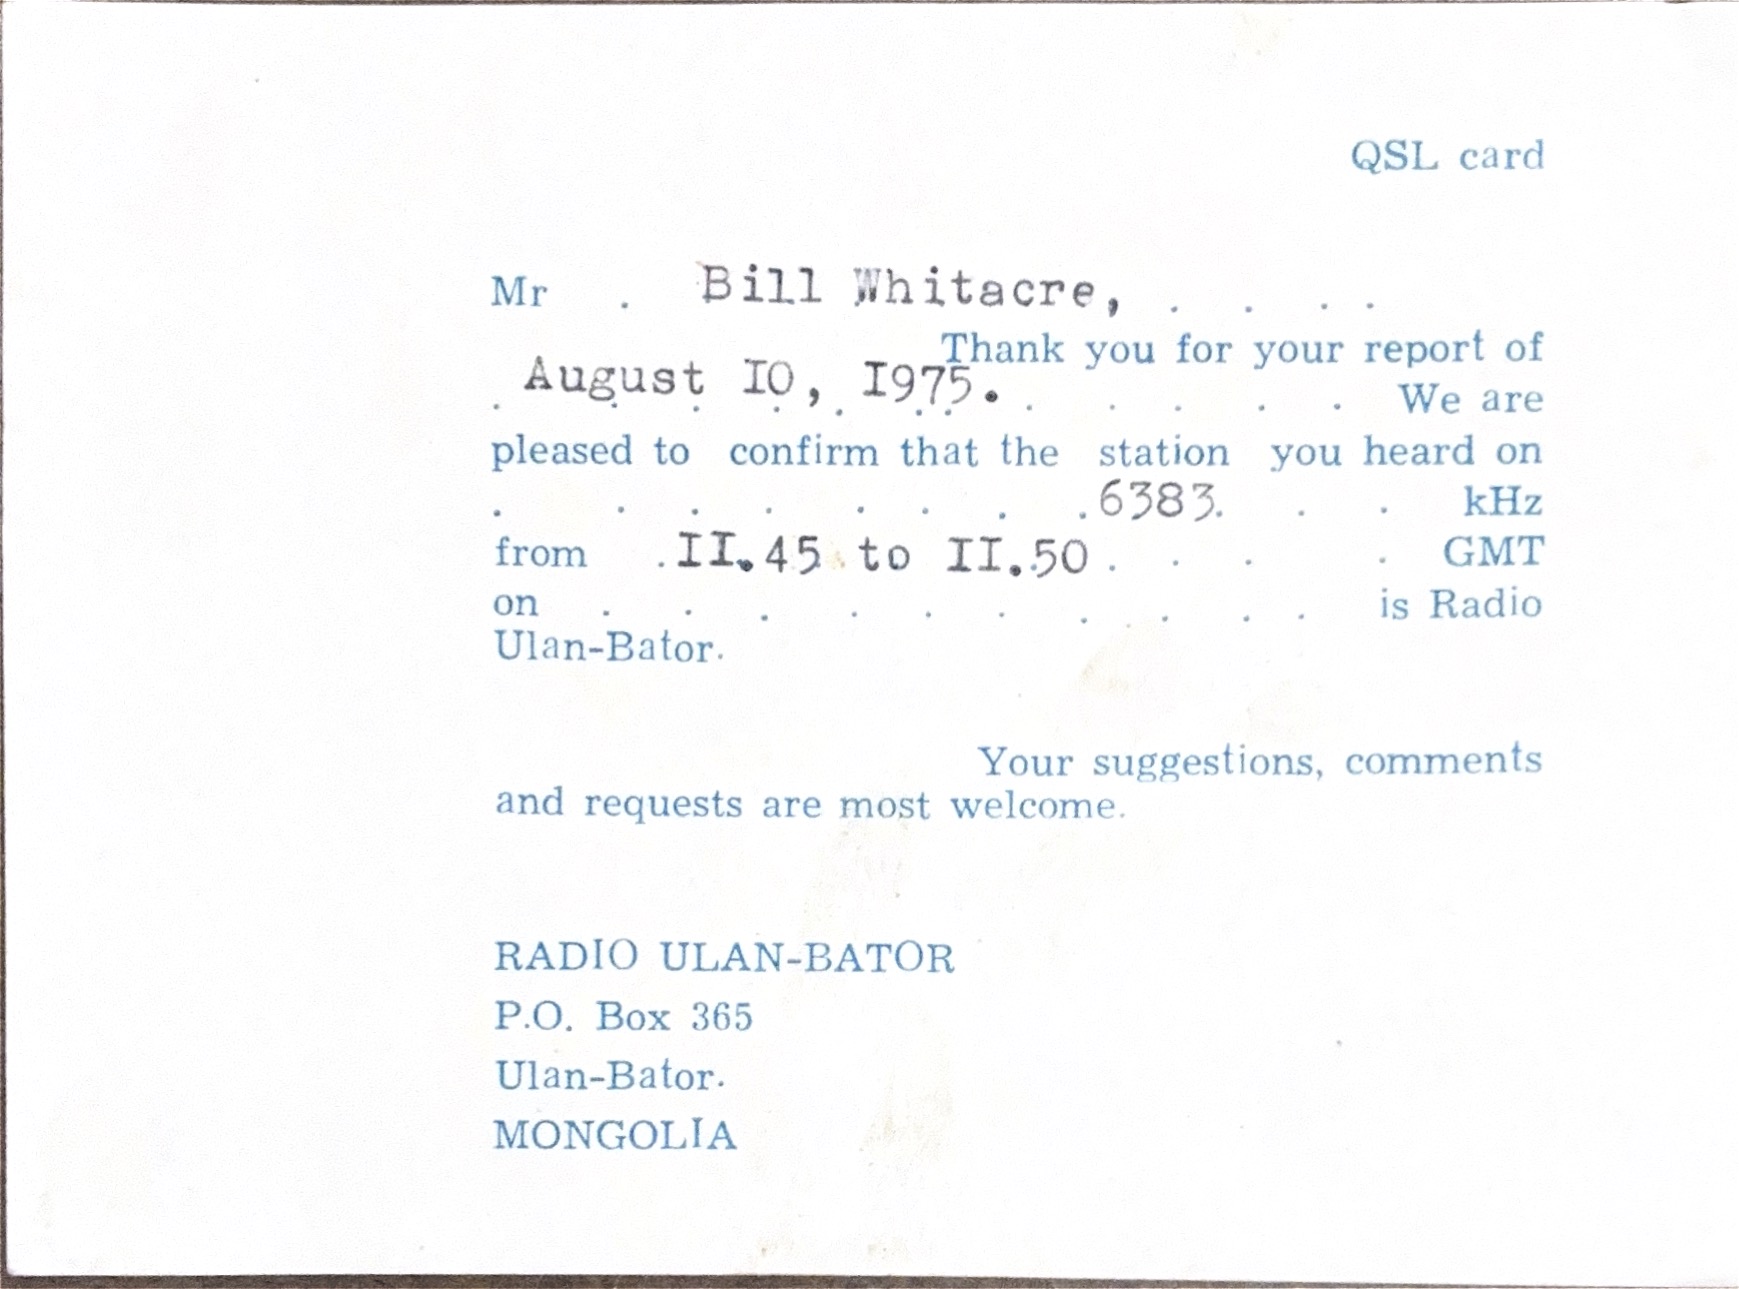 QSL card
Mr . Bill Whitacre, . . . .
Thank you for your report of
August IO, I975. . . . . . We are
pleased to confirm that the station you heard on
. . . . . . . . 6383. . . kHz
from . II.45 to II.50 . . . . GMT
on . . . . . . . . . . is Radio
Ulan-Bator.
Your suggestions, comments
and requests are most welcome.
RADIO ULAN-BATOR
P.O. Box 365
Ulan-Bator.
MONGOLIA